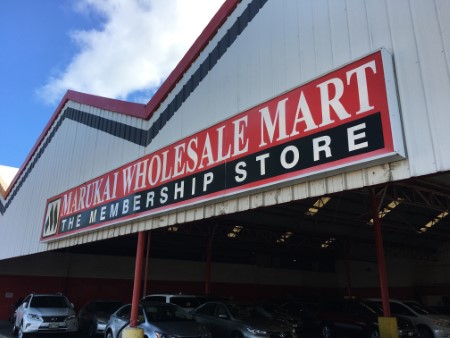 MARUKAI WHOLESALE MART
THE MEMBERSHIP STORE